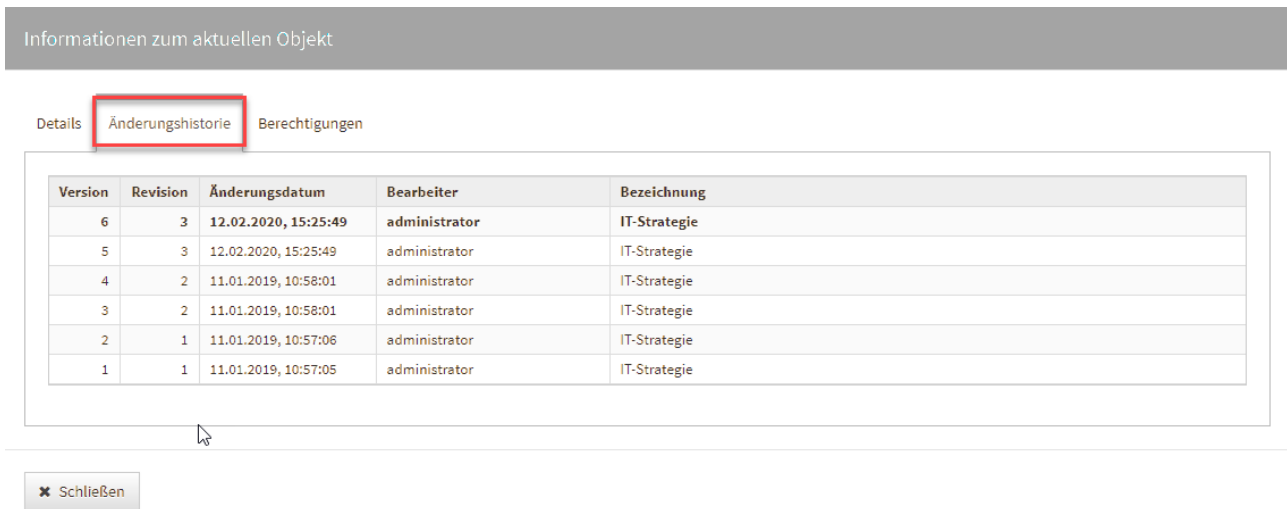 Informationen zum aktuellen Objekt
Details Änderungshistorie Berechtigungen
Version Revision Änderungsdatum Bearbeiter Bezeichnung
6 3 12.02.2020, 15:25:49 administrator IT-Strategie
5 3 12.02.2020, 15:25:49 administrator IT-Strategie
4 2 11.01.2019, 10:58:01 administrator IT-Strategie
3 2 11.01.2019, 10:58:01 administrator IT-Strategie
2 1 11.01.2019, 10:57:06 administrator IT-Strategie
1 1 11.01.2019, 10:57:05 administrator IT-Strategie
✖ Schließen